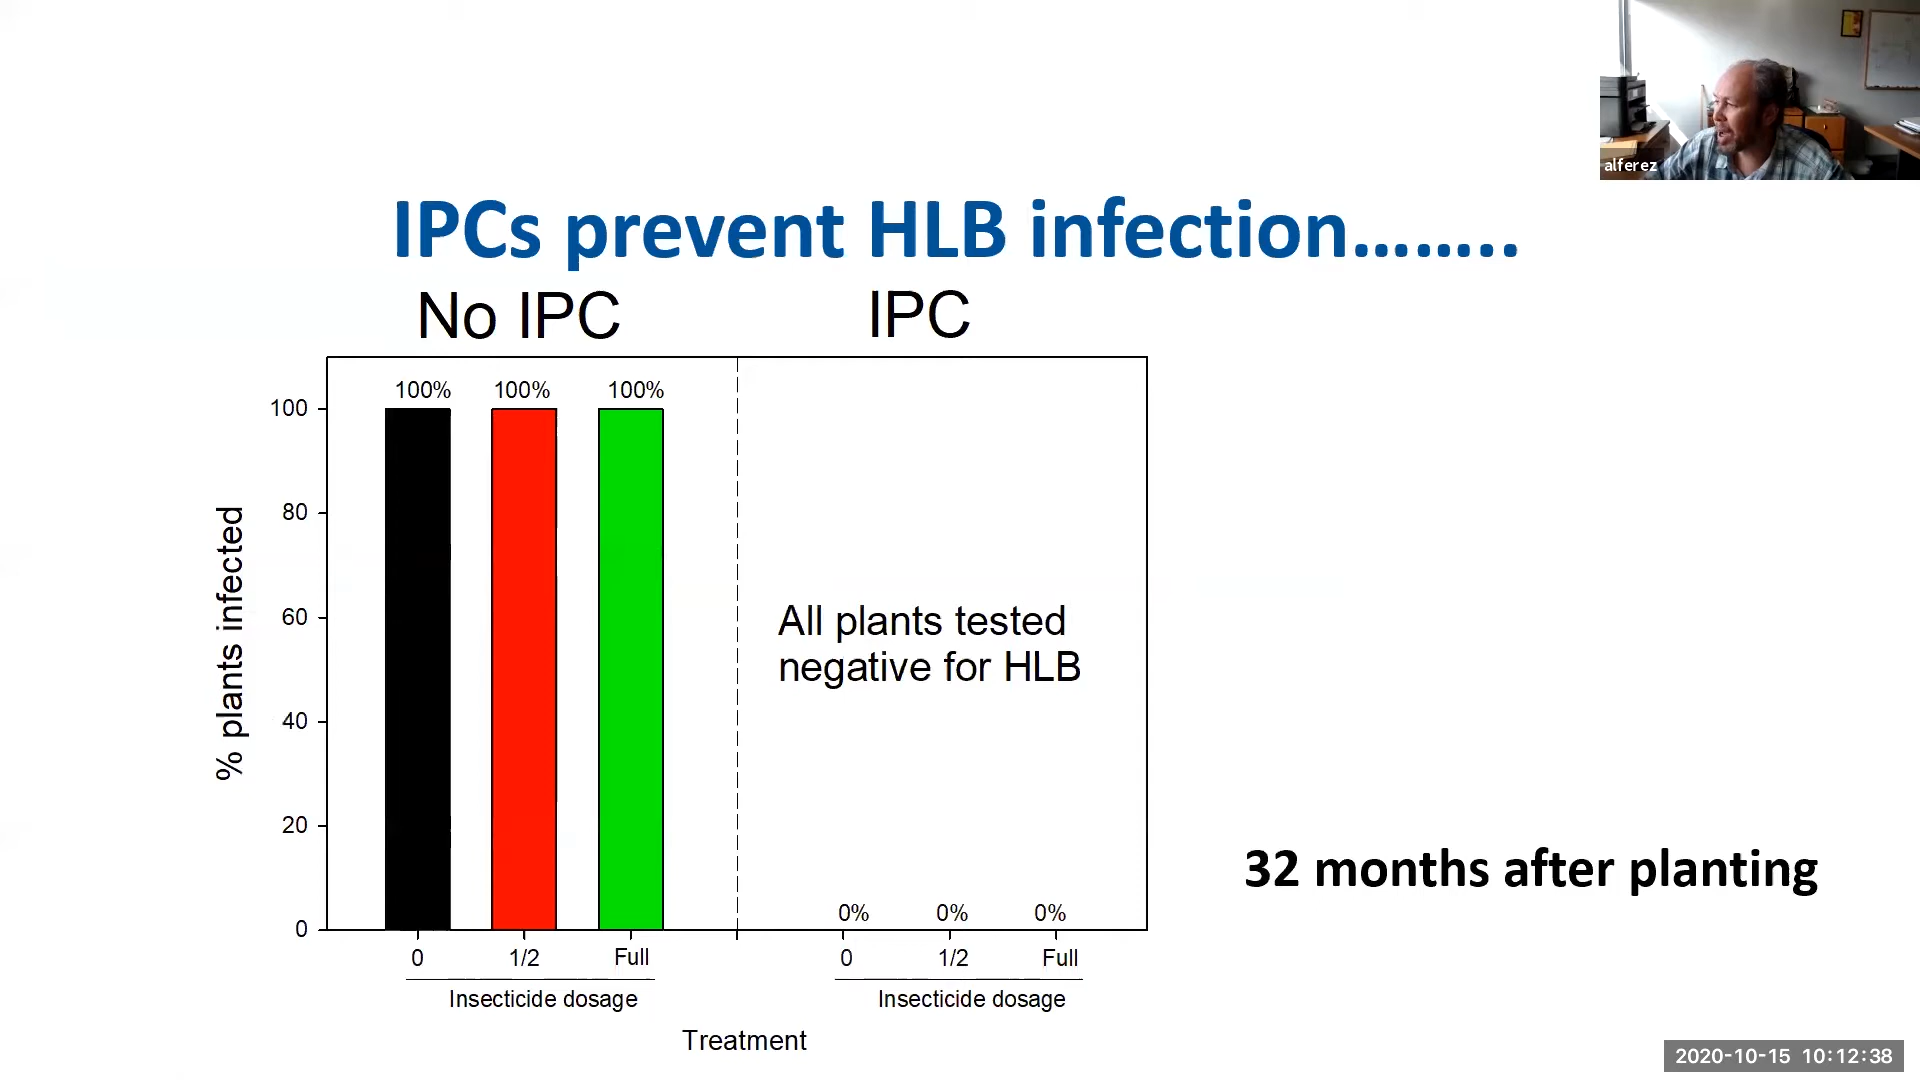 alferez
IPCs prevent HLB infection……..
No IPC
IPC
100%
100%
100%
100
80
60
40
20
0
% plants infected
All plants tested
negative for HLB
0%
0%
0%
32 months after planting
0
1/2
Full
0
1/2
Full
Insecticide dosage
Insecticide dosage
Treatment
2020-10-15 10:12:38